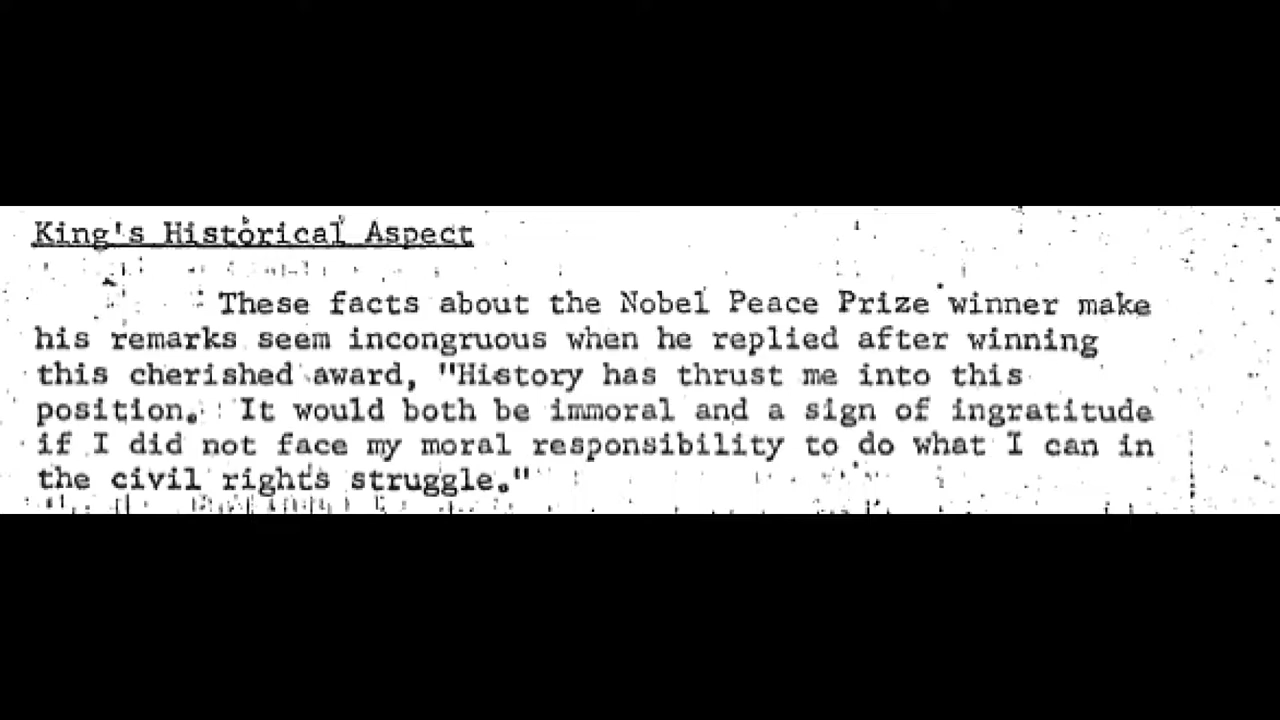 King's Historical Aspect
These facts about the Nobel Peace Prize winner make
his remarks seem incongruous when he replied after winning
this cherished award, "History has thrust me into this
position. It would both be immoral and a sign of ingratitude
if I did not face my moral responsibility to do what I can in
the civil rights struggle."